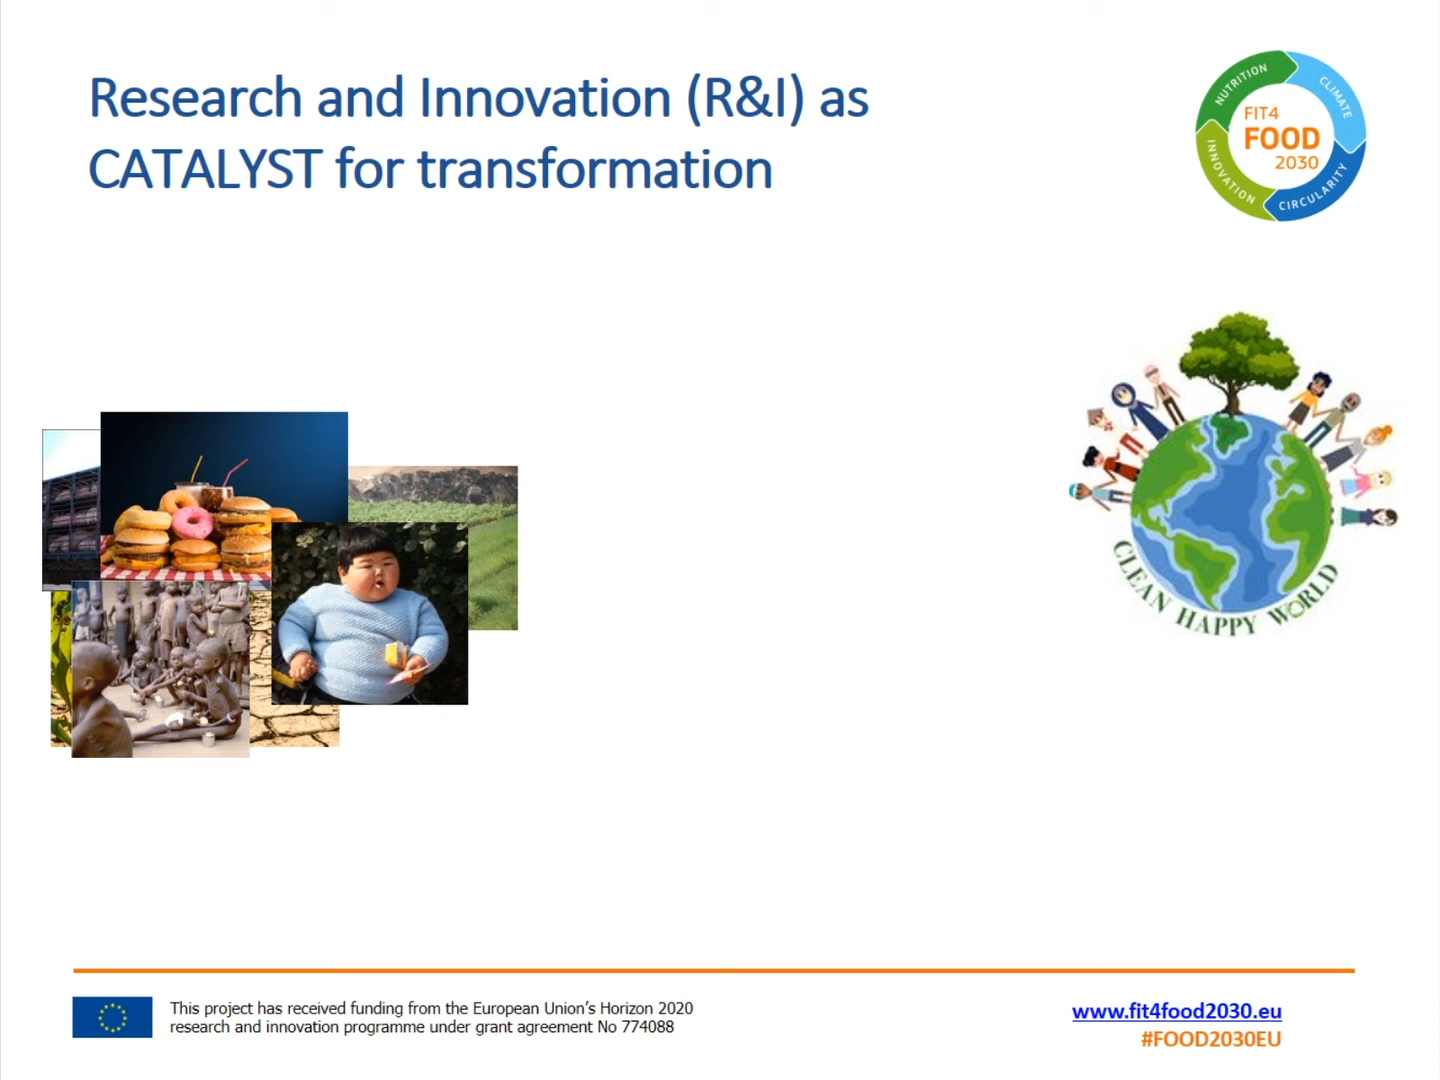 Research and Innovation (R&I) as
CATALYST for transformation
NUTRITION
CLIMATE
CIRCULARITY
INNOVATION
FIT4
FOOD
2030
CLEAN HAPPY WORLD
This project has received funding from the European Union’s Horizon 2020
research and innovation programme under grant agreement No 774088
www.fit4food2030.eu
#FOOD2030EU